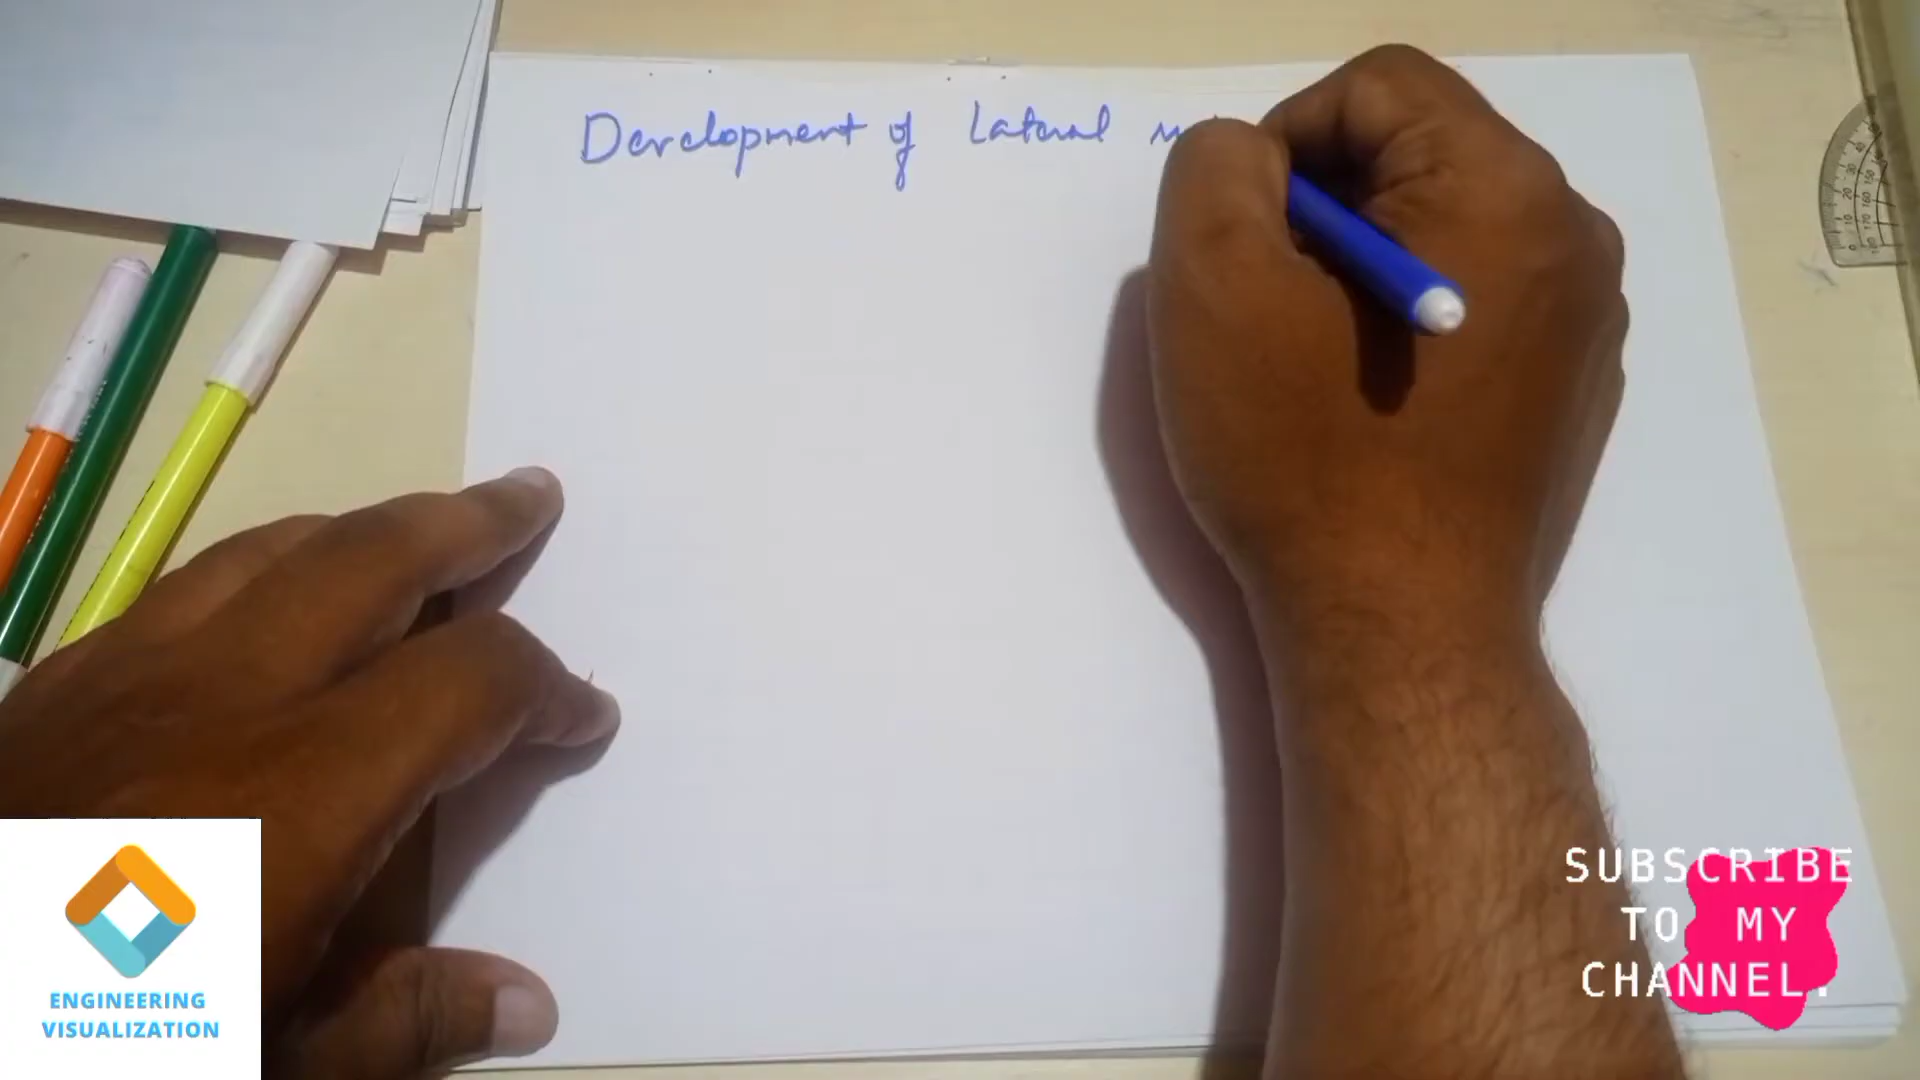 Development of Lateral
ENGINEERING
VISUALIZATION
SUBSCRIBE
TO MY
CHANNEL.